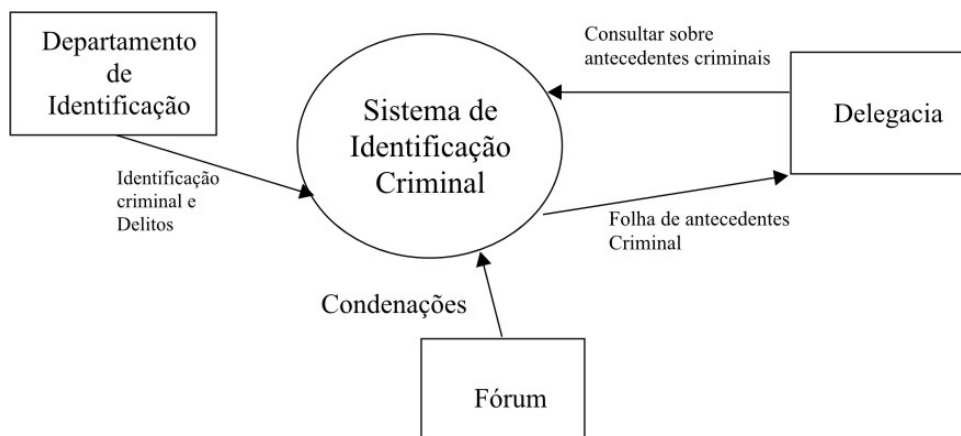 Departamento
de
Identificação
Consultar sobre
antecedentes criminais
Sistema de
Identificação
Criminal
Delegacia
Identificação
criminal e
Delitos
Folha de antecedentes
Criminal
Condenações
Fórum